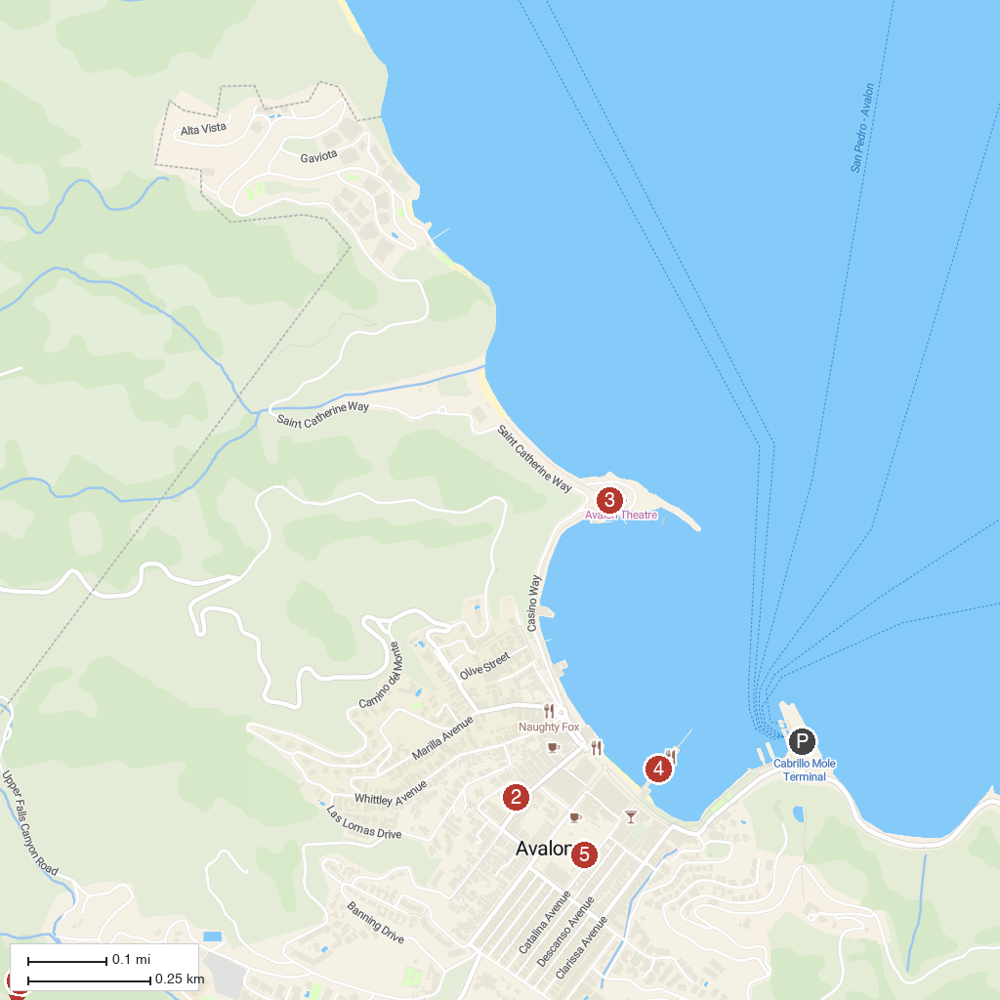 San Pedro - Avalon
Alta Vista
Gaviota
Saint Catherine Way
Saint Catherine Way
3
Avalon Theatre
Casino Way
Camino del Monte
Olive Street
Naughty Fox
Marilla Avenue
P
Cabrillo Mole
Terminal
4
Whittley Avenue
2
Las Lomas Drive
Upper Falls Canyon Road
Avalon
5
Banning Drive
Catalina Avenue
Descanso Avenue
Clarissa Avenue
0.1 mi
0.25 km